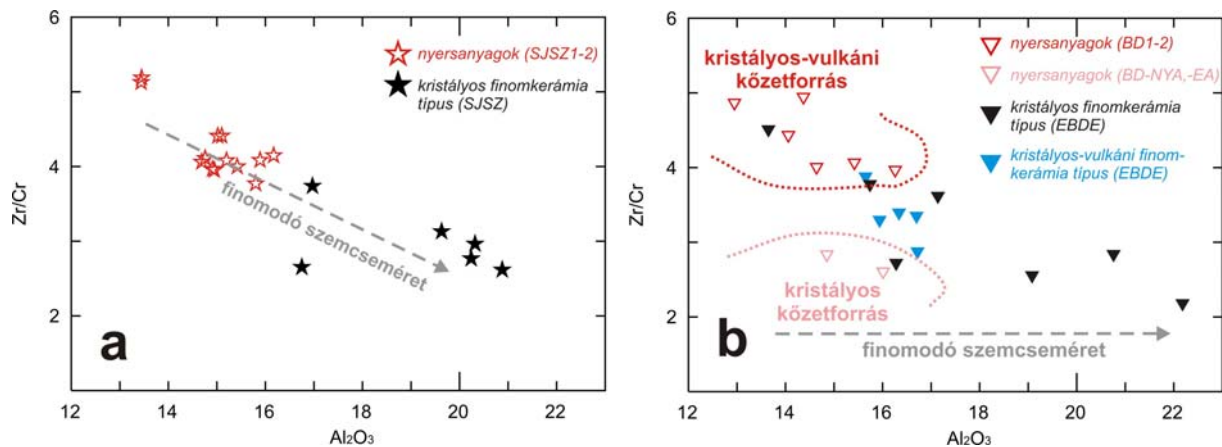 6
4
2
Zr/Cr
nyersanyagok (SJSZ1-2)
kristályos finomkerámia
típus (SJSZ)
finomodó szemcseméret
a
12
14
16
18
20
22
Al₂O₃
6
4
2
Zr/Cr
kristályos-vulkáni
kőzetforrás
nyersanyagok (BD1-2)
nyersanyagok (BD-NYA,-EA)
kristályos finomkerámia
típus (EBDE)
kristályos-vulkáni finom-
kerámia típus (EBDE)
kristályos
kőzetforrás
b
finomodó szemcseméret
12
14
16
18
20
22
Al₂O₃